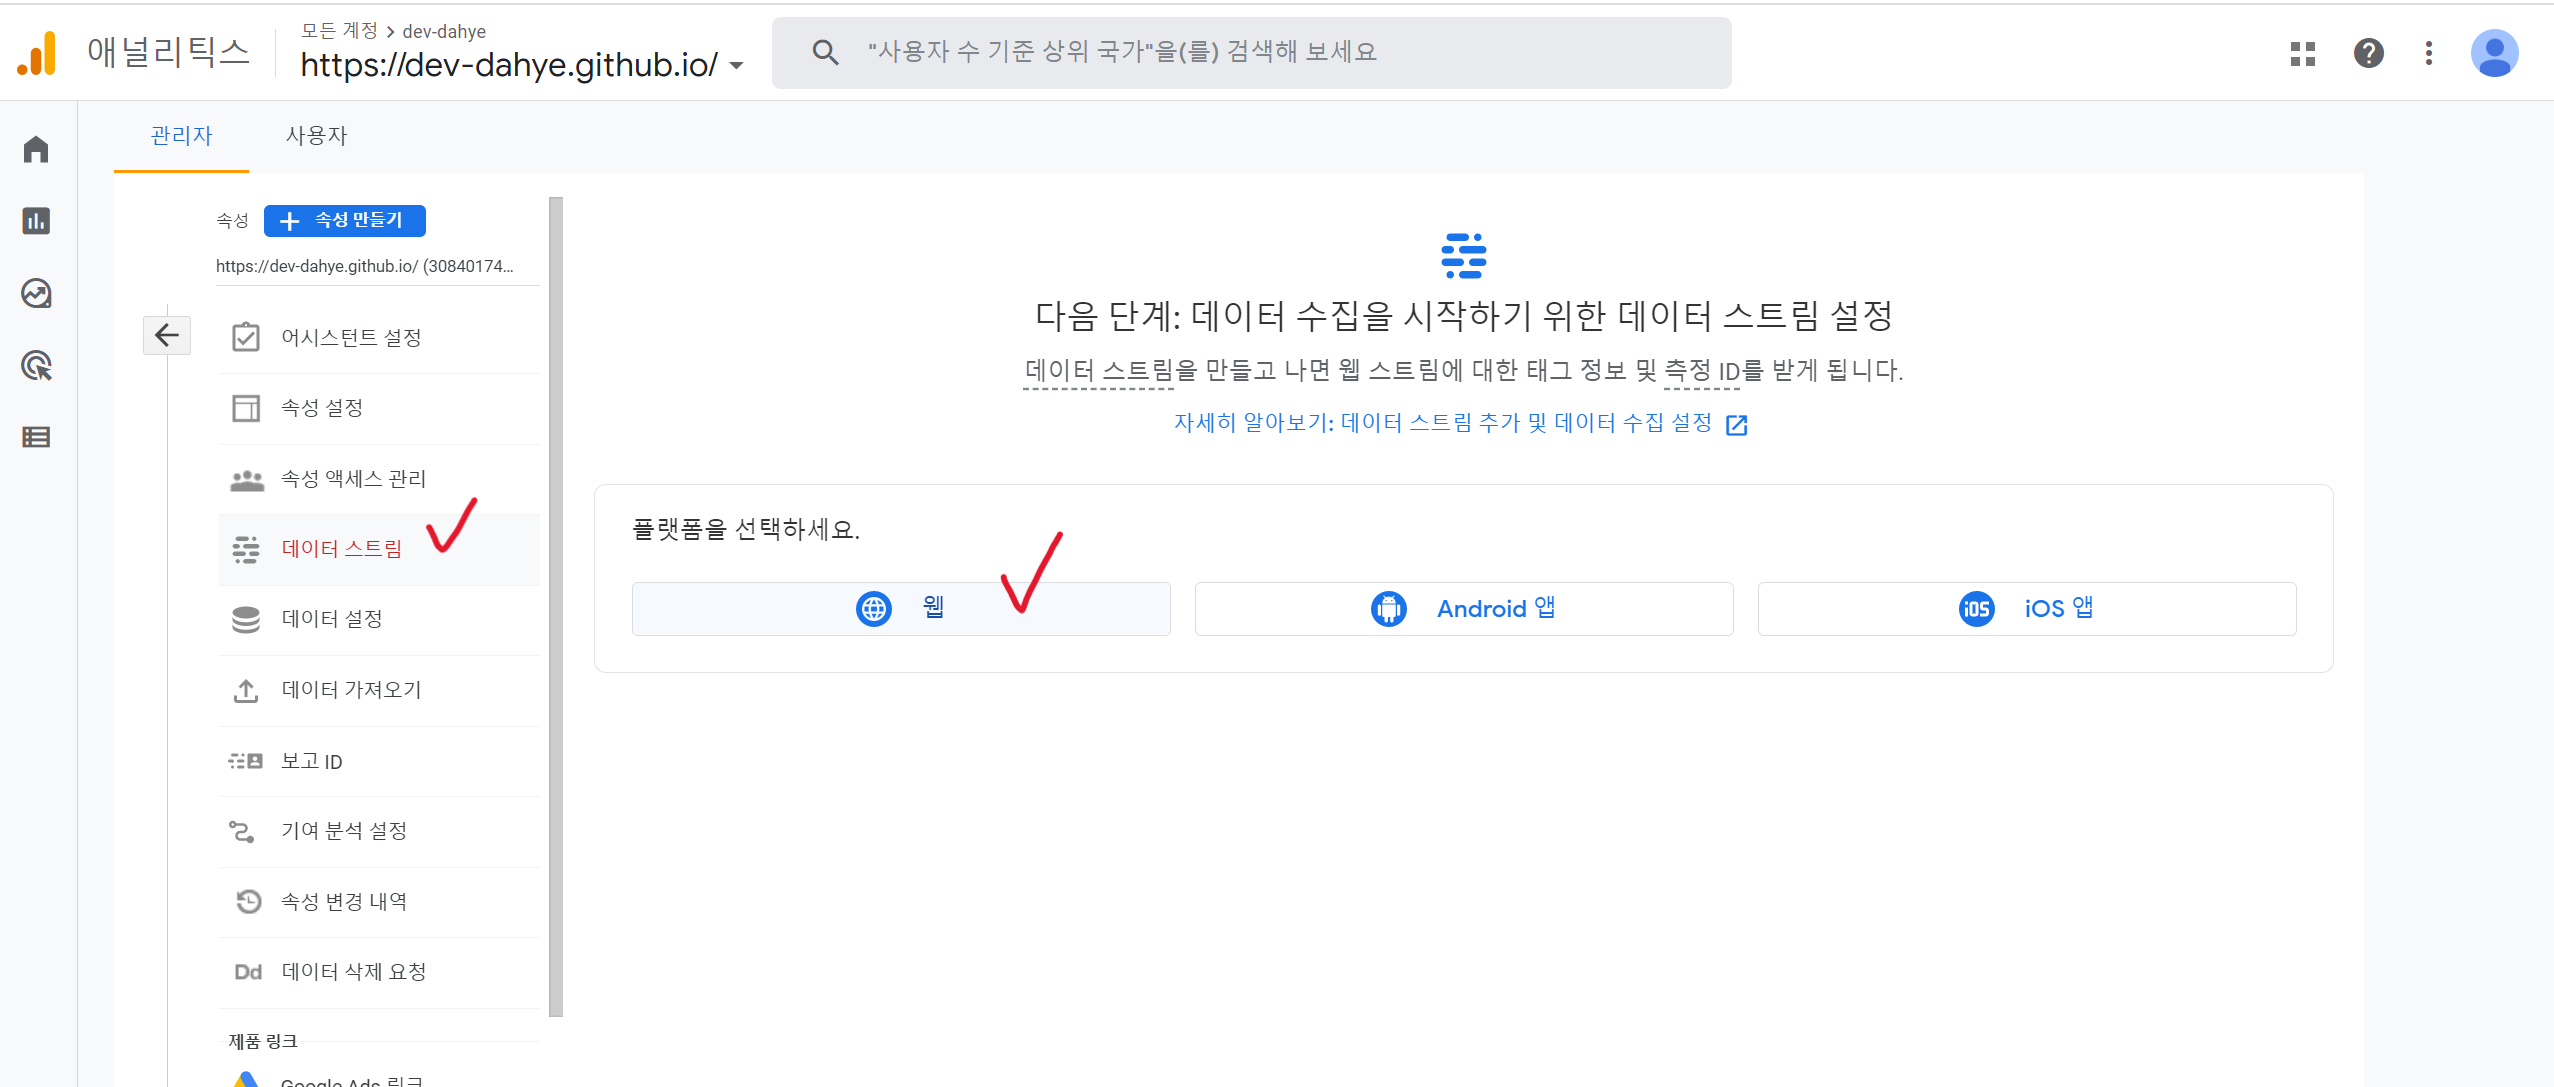 애널리틱스
모든 계정 > dev-dahye
https://dev-dahye.github.io/
"사용자 수 기준 상위 국가"을(를) 검색해 보세요
관리자
사용자
속성
+ 속성 만들기
https://dev-dahye.github.io/ (30840174...
어시스턴트 설정
속성 설정
속성 액세스 관리
데이터 스트림
데이터 설정
데이터 가져오기
보고 ID
기여 분석 설정
속성 변경 내역
Dd 데이터 삭제 요청
제품 링크
Google Ads 링크
다음 단계: 데이터 수집을 시작하기 위한 데이터 스트림 설정
데이터 스트림을 만들고 나면 웹 스트림에 대한 태그 정보 및 측정 ID를 받게 됩니다.
자세히 알아보기: 데이터 스트림 추가 및 데이터 수집 설정
플랫폼을 선택하세요.
웹
Android 앱
iOS iOS 앱